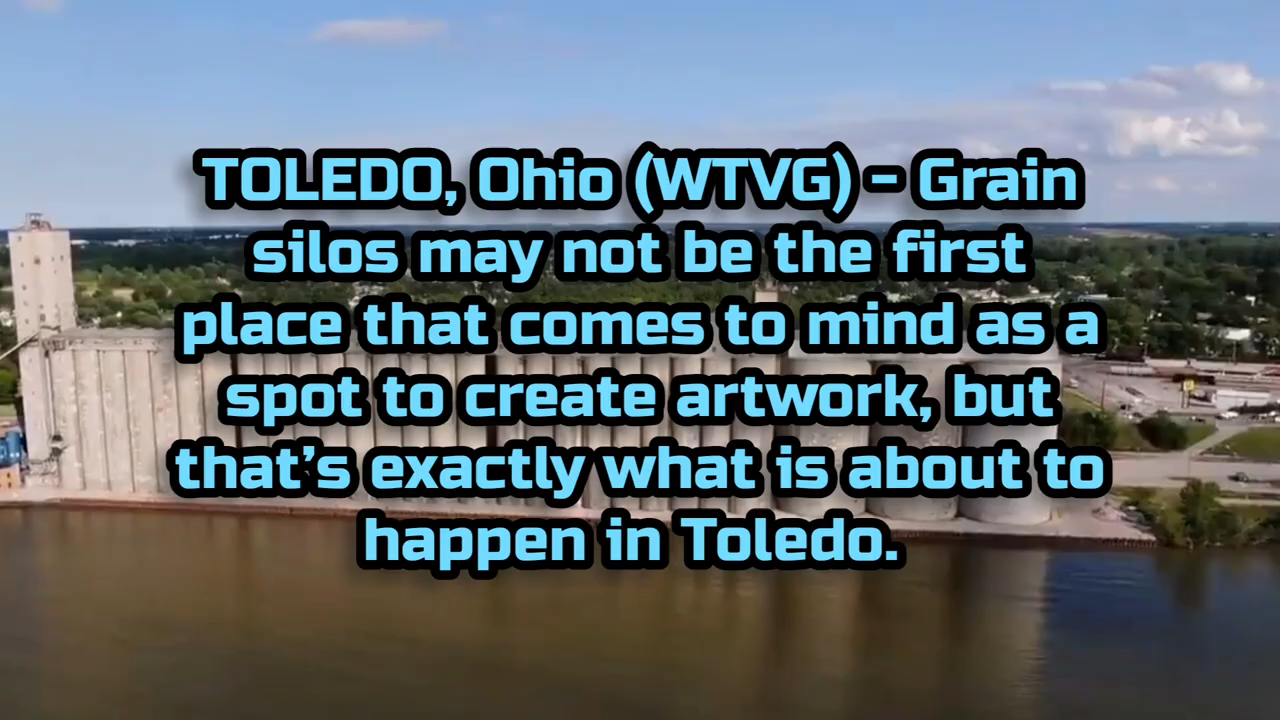 TOLEDO, Ohio (WTVG) - Grain
silos may not be the first
place that comes to mind as a
spot to create artwork, but
that’s exactly what is about to
happen in Toledo.